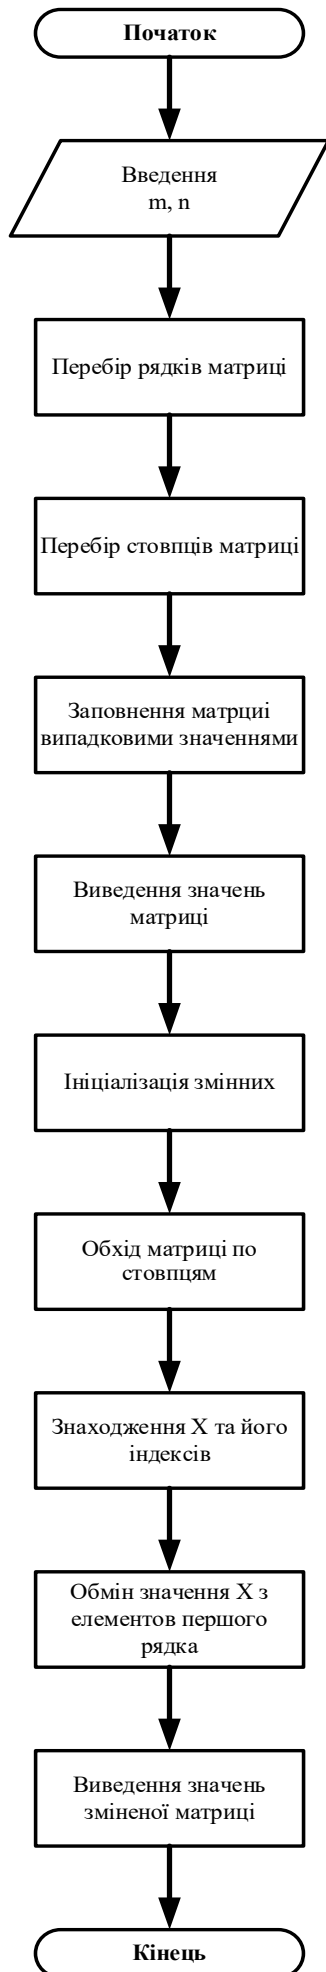 Початок
Введення
m, n
Перебір рядків матриці
Перебір стовпців матриці
Заповнення матрциі
випадковими значеннями
Виведення значень
матриці
Ініціалізація змінних
Обхід матриці по
стовпцям
Знаходження X та його
індексів
Обмін значення X з
елементов першого
рядка
Виведення значень
зміненої матриці
Кінець